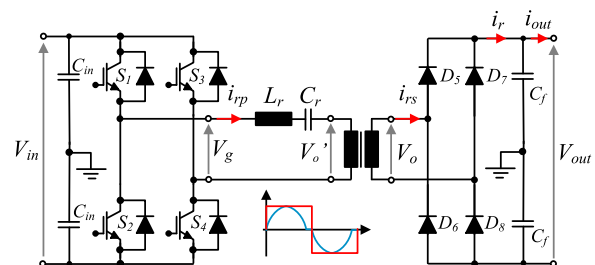 i_r i_out
C_in S_1 S_3 D_5 D_7 C_f
i_rp L_r C_r i_rs
V_in V_g V_o' V_o V_out
C_in S_2 S_4 D_6 D_8 C_f